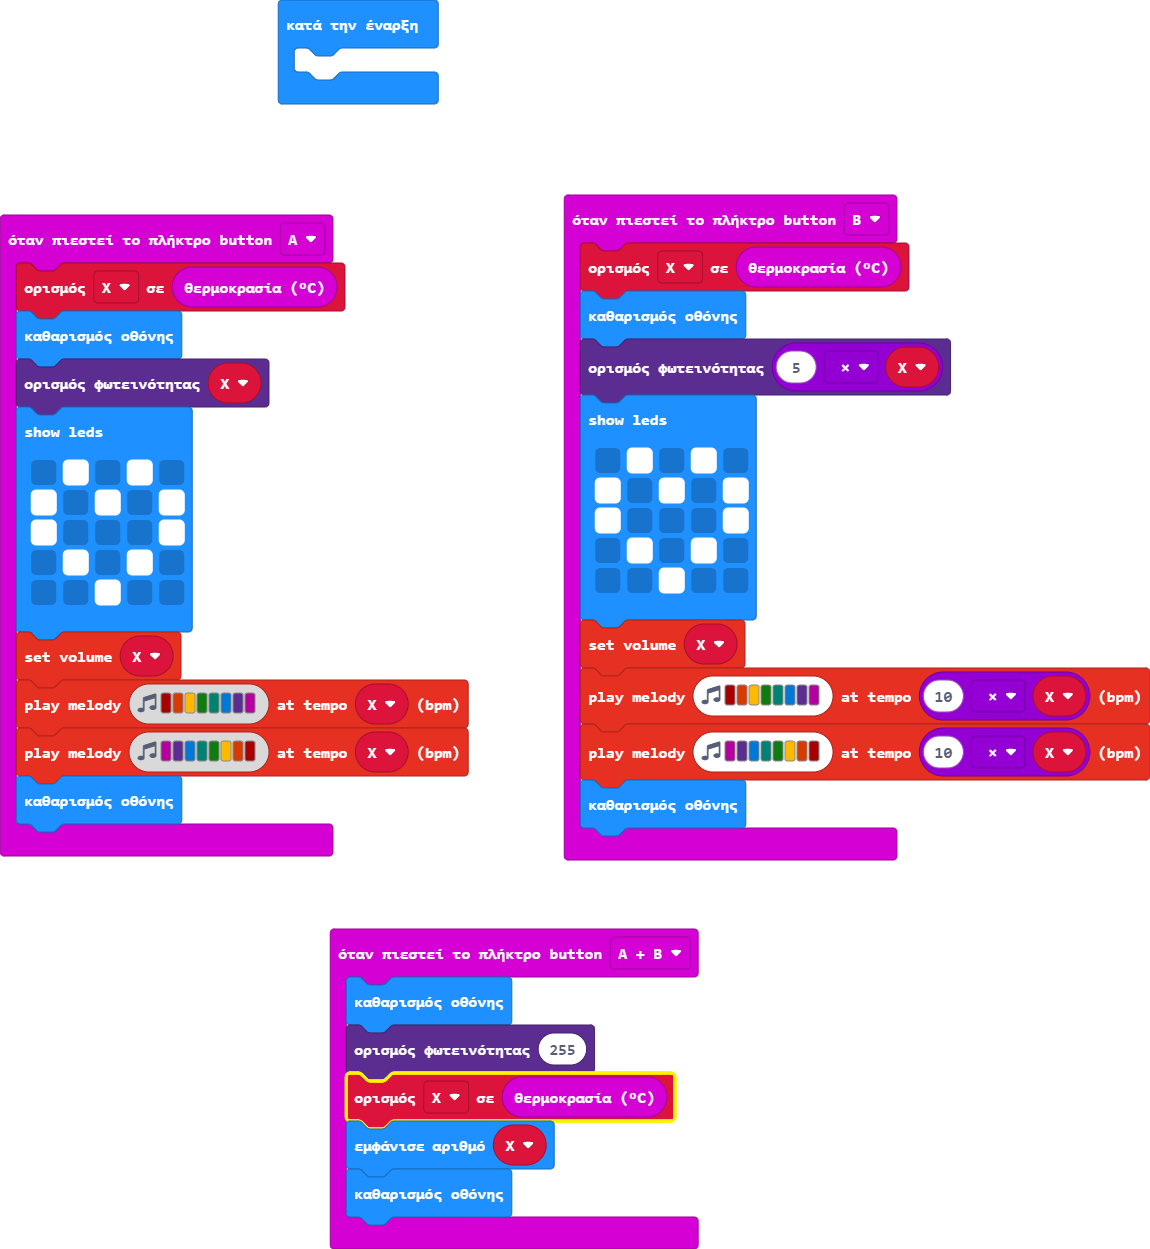 κατά την έναρξη
όταν πιεστεί το πλήκτρο button A
ορισμός X σε θερμοκρασία (ºC)
καθαρισμός οθόνης
ορισμός φωτεινότητας X
show leds
set volume X
play melody at tempo X (bpm)
play melody at tempo X (bpm)
καθαρισμός οθόνης
όταν πιεστεί το πλήκτρο button B
ορισμός X σε θερμοκρασία (ºC)
καθαρισμός οθόνης
ορισμός φωτεινότητας 5 × X
show leds
set volume X
play melody at tempo 10 × X (bpm)
play melody at tempo 10 × X (bpm)
καθαρισμός οθόνης
όταν πιεστεί το πλήκτρο button A + B
καθαρισμός οθόνης
ορισμός φωτεινότητας 255
ορισμός X σε θερμοκρασία (ºC)
εμφάνισε αριθμό X
καθαρισμός οθόνης